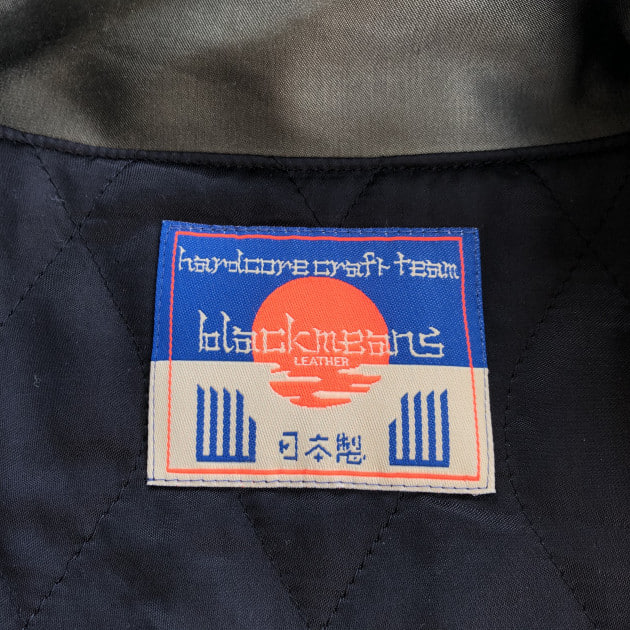 hardcore craft team
blackmeans
LEATHER
日本製